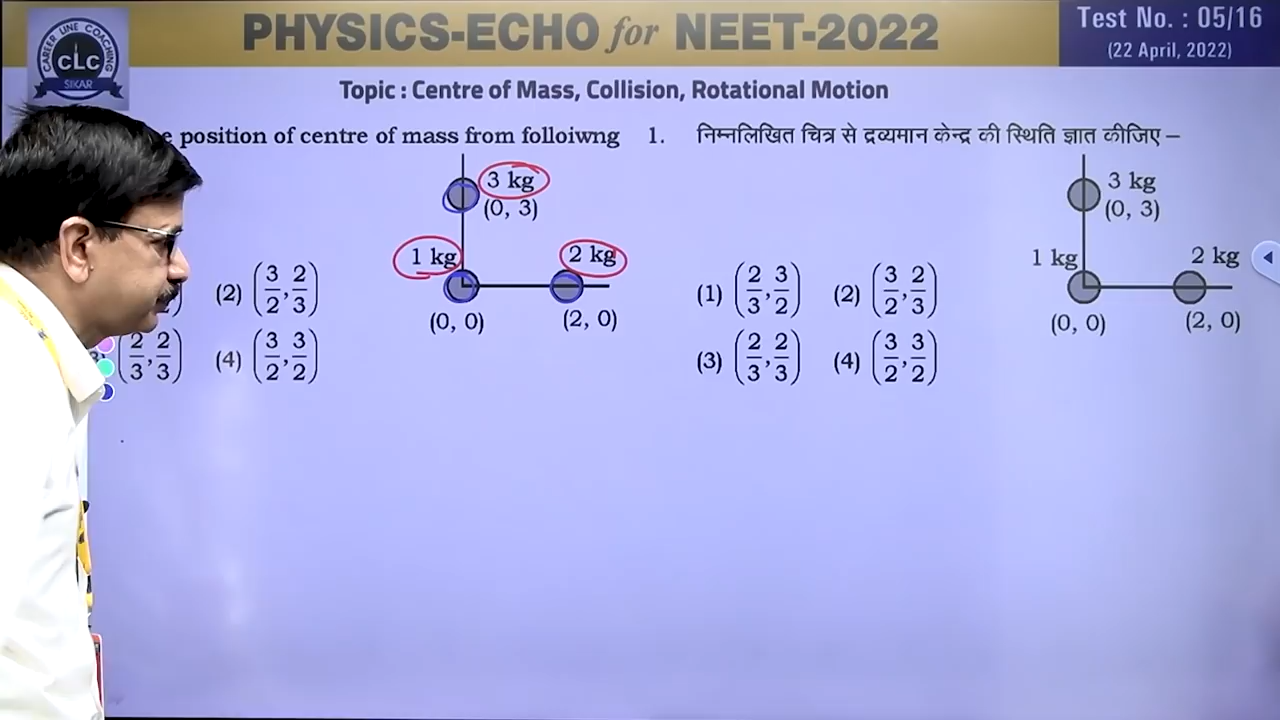 PHYSICS-ECHO for NEET-2022
Test No. : 05/16
(22 April, 2022)
CAREER LINE COACHING
CLC
SIKAR
Topic : Centre of Mass, Collision, Rotational Motion
position of centre of mass from folloiwng
3 kg
(0, 3)
1 kg
2 kg
(0, 0)
(2, 0)
(2) (3/2, 2/3)
(2/3, 2/3) (4) (3/2, 3/2)
1. निम्नलिखित चित्र से द्रव्यमान केन्द्र की स्थिति ज्ञात कीजिए –
3 kg
(0, 3)
1 kg
2 kg
(0, 0)
(2, 0)
(1) (2/3, 3/2) (2) (3/2, 2/3)
(3) (2/3, 2/3) (4) (3/2, 3/2)